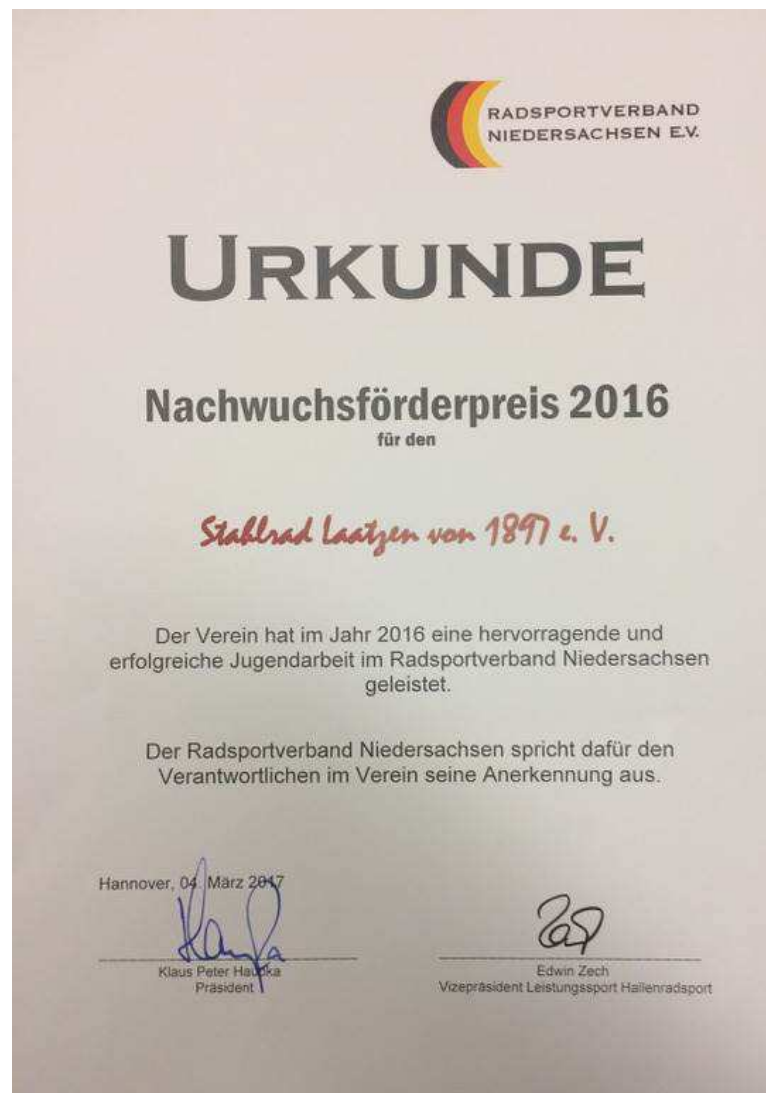 RADSPORTVERBAND
NIEDERSACHSEN E.V.
URKUNDE
Nachwuchsförderpreis 2016
für den
Stahlrad Laatzen von 1897 e. V.
Der Verein hat im Jahr 2016 eine hervorragende und
erfolgreiche Jugendarbeit im Radsportverband Niedersachsen
geleistet.
Der Radsportverband Niedersachsen spricht dafür den
Verantwortlichen im Verein seine Anerkennung aus.
Hannover, 04. März 2017
Klaus Peter Haupka
Präsident
Edwin Zech
Vizepräsident Leistungssport Hallenradsport